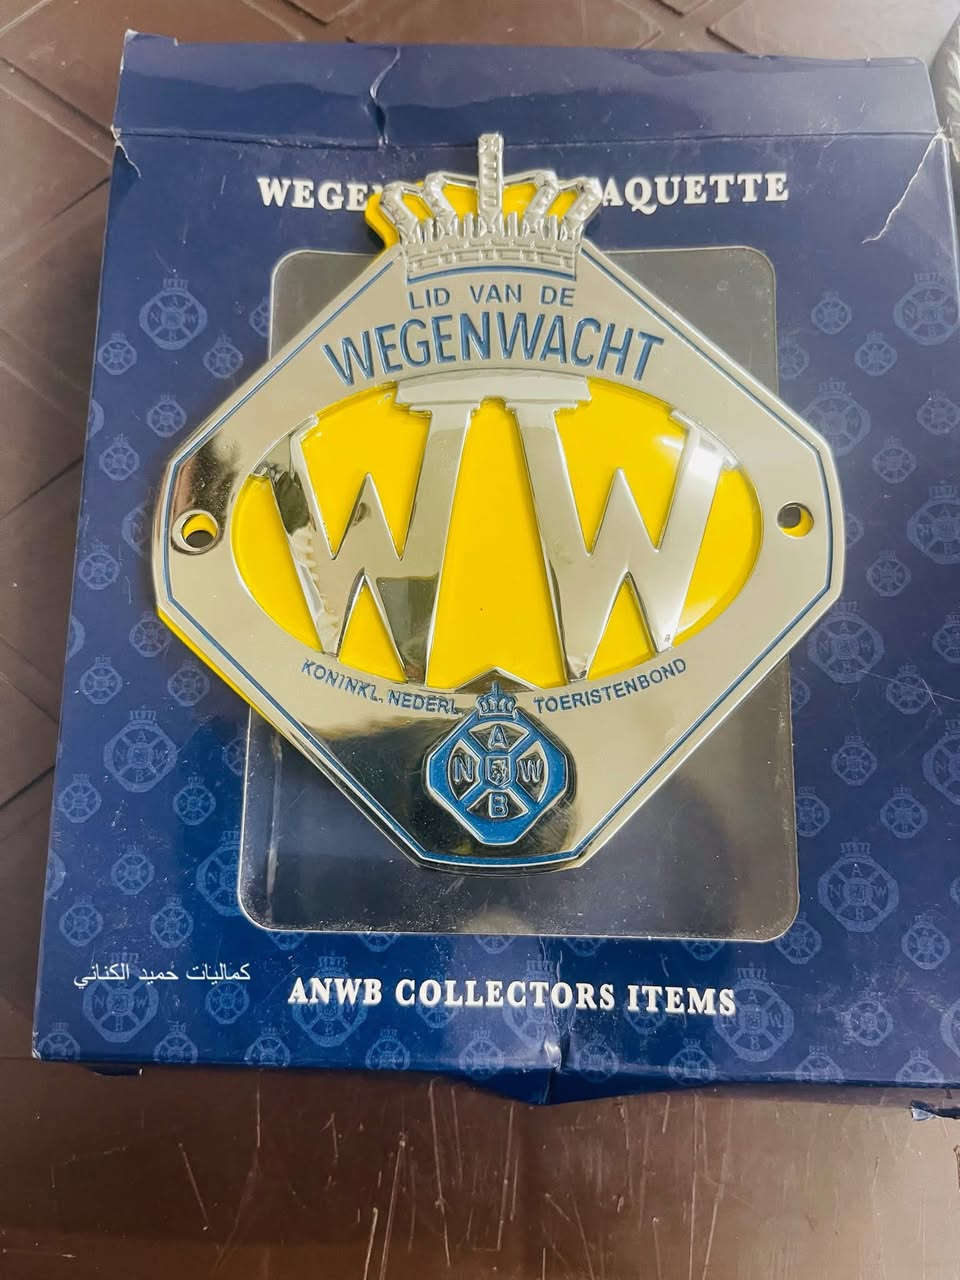 WEGE AQUETTE
LID VAN DE
WEGENWACHT
WW
KONINKL. NEDERL. TOERISTENBOND
A
N W
B
كماليات حميد الكناني
ANWB COLLECTORS ITEMS